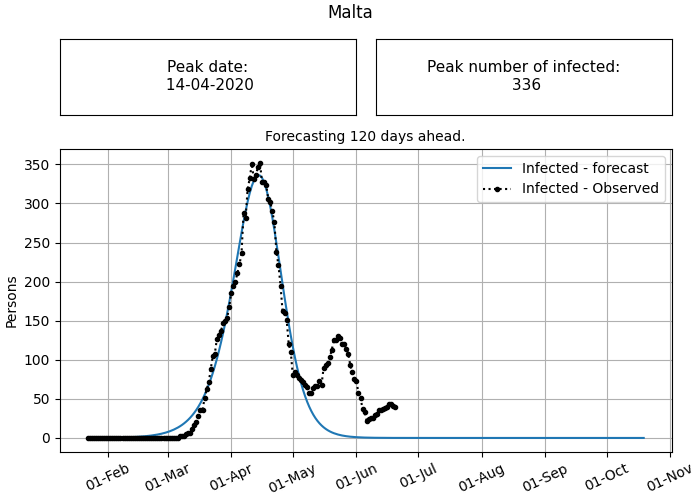 Malta
Peak date:
14-04-2020
Peak number of infected:
336
Forecasting 120 days ahead.
Infected - forecast
Infected - Observed
Persons
350
300
250
200
150
100
50
0
01-Feb
01-Mar
01-Apr
01-May
01-Jun
01-Jul
01-Aug
01-Sep
01-Oct
01-Nov